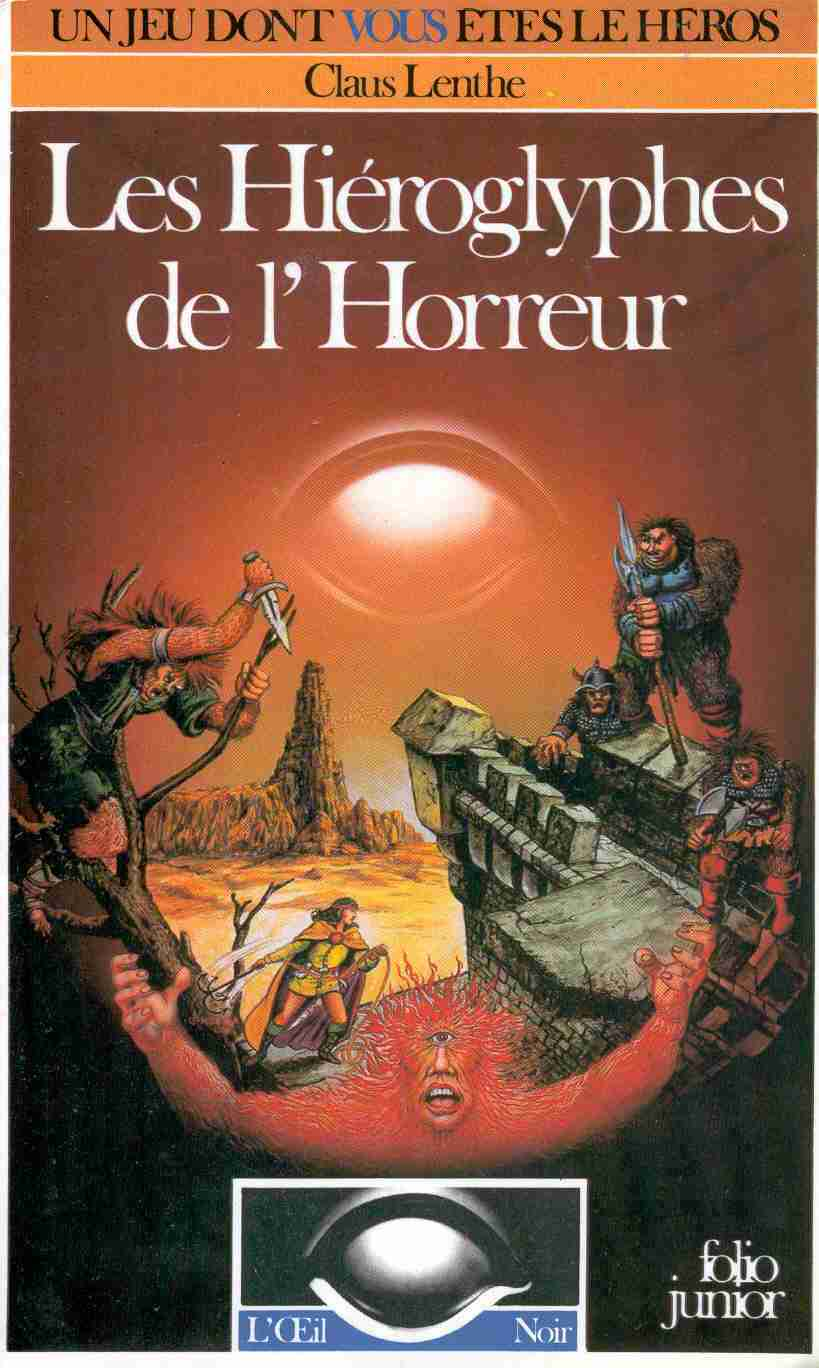 UN JEU DONT VOUS ÊTES LE HÉROS
Claus Lenthe
Les Hiéroglyphes
de l'Horreur
L'Œil Noir
folio
junior